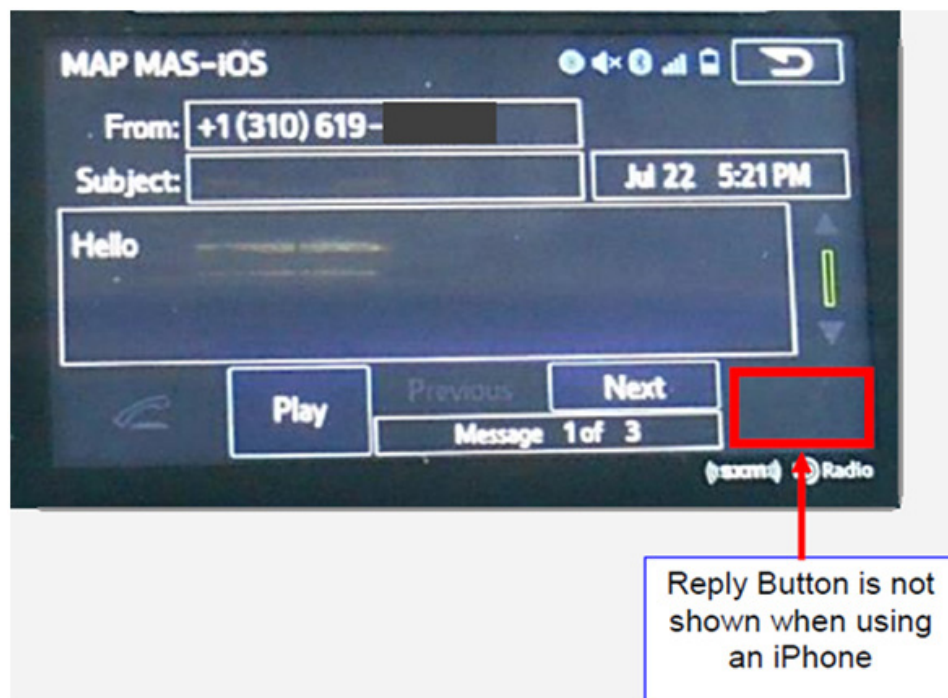 MAP MAS-iOS
From: +1 (310) 619-
Subject:
Jul 22 5:21 PM
Hello
Play
Previous
Next
Message 1 of 3
sxm Radio
Reply Button is not
shown when using
an iPhone